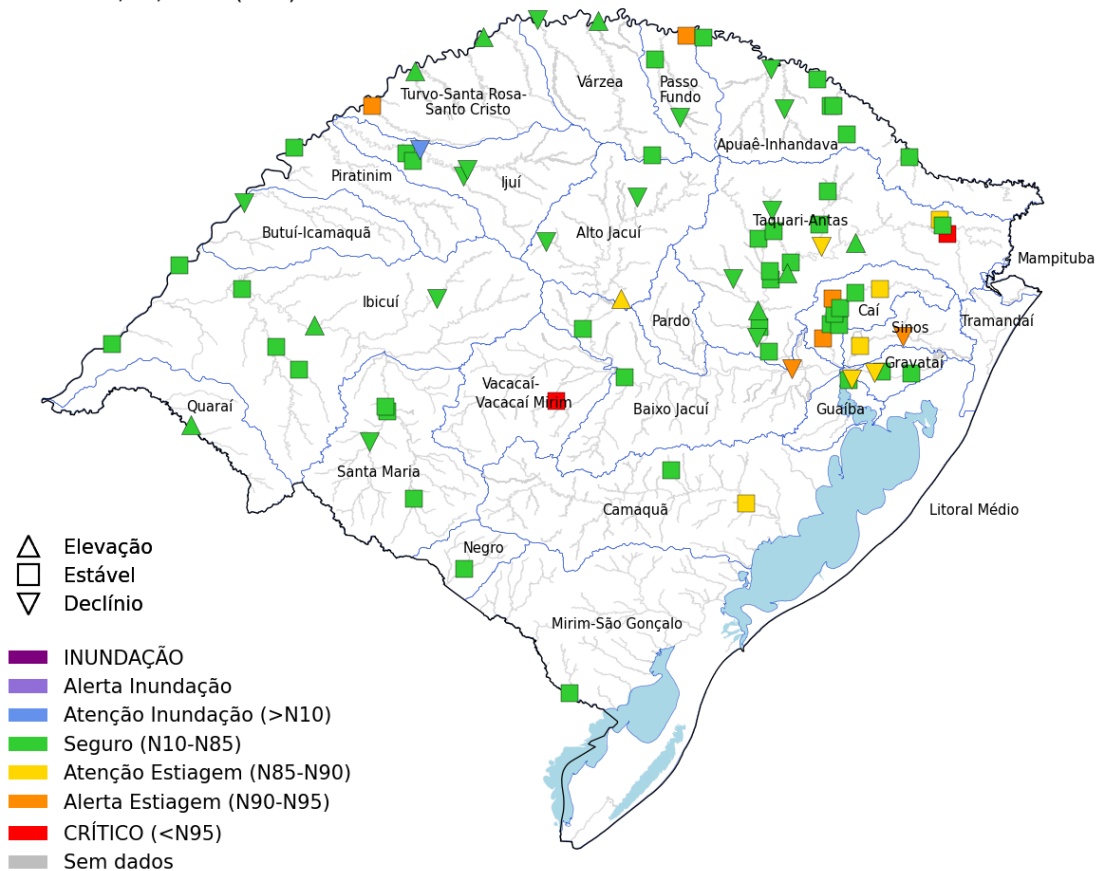 Turvo-Santa Rosa-
Santo Cristo
Várzea
Passo
Fundo
Apuaê-Inhandava
Piratinim
Ijuí
Butuí-Icamaquã
Alto Jacuí
Taquari-Antas
Mampituba
Ibicuí
Pardo
Caí
Sinos
Tramandaí
Gravataí
Quaraí
Vacacaí-
Vacacaí Mirim
Baixo Jacuí
Guaíba
Santa Maria
Camaquã
Litoral Médio
Negro
Mirim-São Gonçalo
Elevação
Estável
Declínio
INUNDAÇÃO
Alerta Inundação
Atenção Inundação (>N10)
Seguro (N10-N85)
Atenção Estiagem (N85-N90)
Alerta Estiagem (N90-N95)
CRÍTICO (<N95)
Sem dados